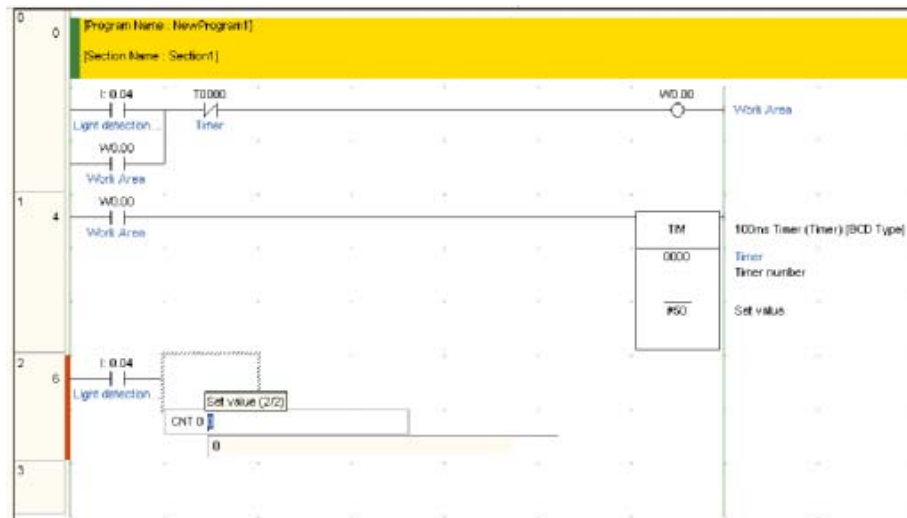 0
0
[Program Name : NewProgram1]
[Section Name : Section1]
I: 0.04
T0000
W0.00
Work Area
Light detection ...
Timer
W0.00
Work Area
1
4
W0.00
Work Area
TIM
100ms Timer (Timer) [BCD Type]
0000
Timer
Timer number
#50
Set value
2
6
I: 0.04
Light detection
Set value (2/2)
CNT 0 0
0
3